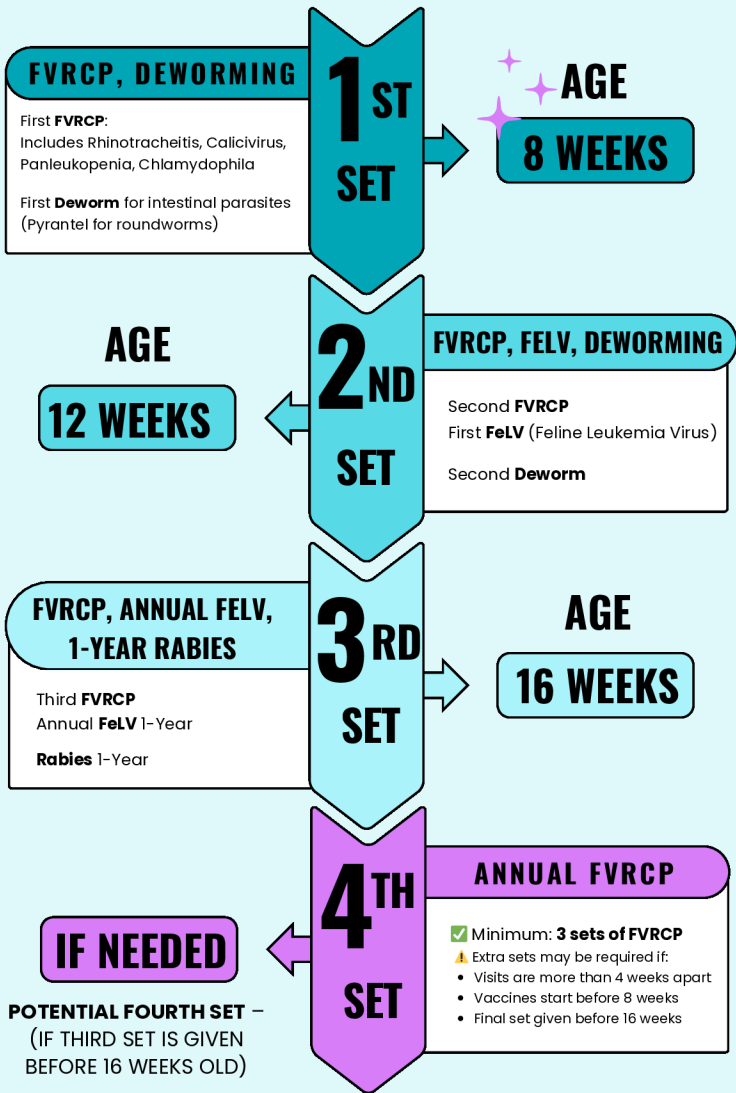 FVRCP, DEWORMING
First FVRCP:
Includes Rhinotracheitis, Calicivirus,
Panleukopenia, Chlamydophila
First Deworm for intestinal parasites
(Pyrantel for roundworms)
1ST
SET
AGE
8 WEEKS
2ND
SET
AGE
12 WEEKS
FVRCP, FELV, DEWORMING
Second FVRCP
First FeLV (Feline Leukemia Virus)
Second Deworm
FVRCP, ANNUAL FELV,
1-YEAR RABIES
Third FVRCP
Annual FeLV 1-Year
Rabies 1-Year
3RD
SET
AGE
16 WEEKS
4TH
SET
ANNUAL FVRCP
✅ Minimum: 3 sets of FVRCP
⚠️ Extra sets may be required if:
• Visits are more than 4 weeks apart
• Vaccines start before 8 weeks
• Final set given before 16 weeks
IF NEEDED
POTENTIAL FOURTH SET –
(IF THIRD SET IS GIVEN
BEFORE 16 WEEKS OLD)